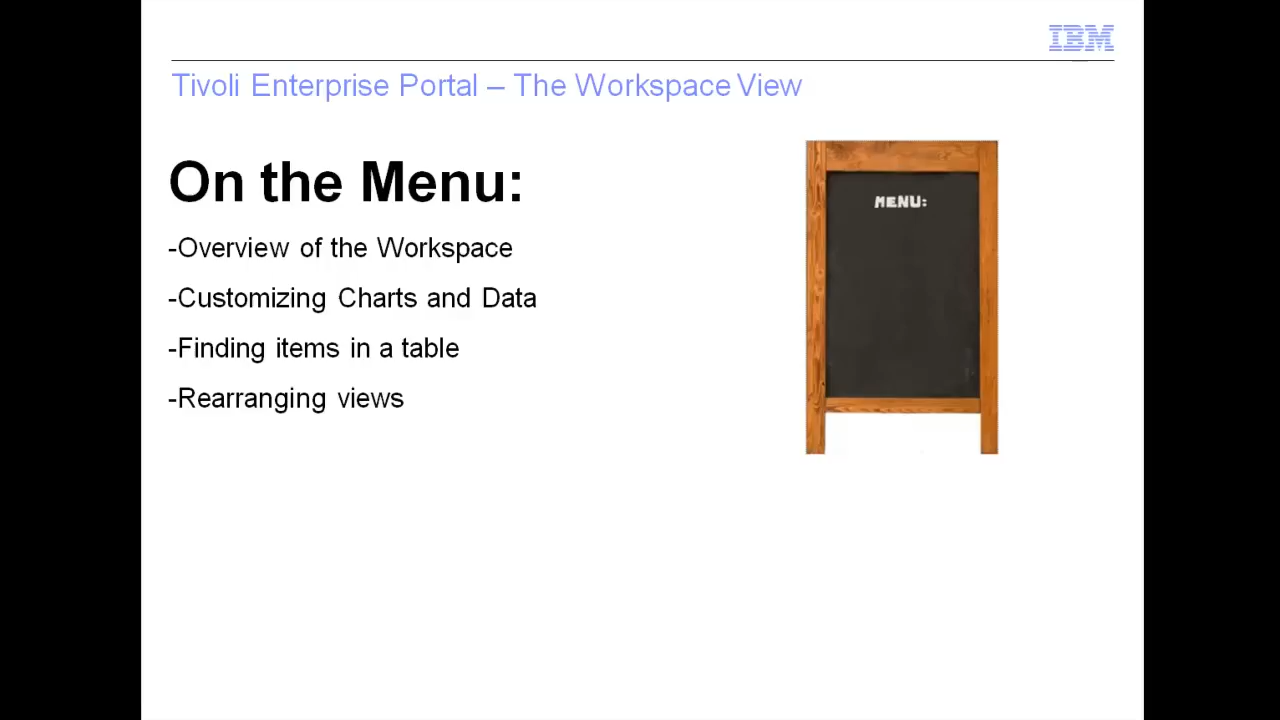 IBM
Tivoli Enterprise Portal – The Workspace View
On the Menu:
-Overview of the Workspace
-Customizing Charts and Data
-Finding items in a table
-Rearranging views
MENU: